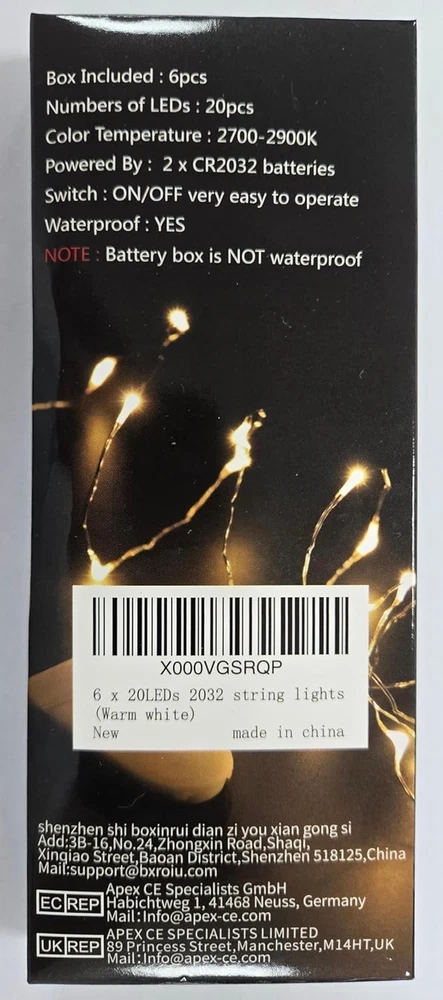 Box Included : 6pcs
Numbers of LEDs : 20pcs
Color Temperature : 2700-2900K
Powered By : 2 x CR2032 batteries
Switch : ON/OFF very easy to operate
Waterproof : YES
NOTE : Battery box is NOT waterproof
X000VGSRQP
6 x 20LEDs 2032 string lights
(Warm white)
New made in china
shenzhen shi boxinrui dian zi you xian gong si
Add:3B-16,No.24,Zhongxin Road,Shaqi,
Xinqiao Street,Baoan District,Shenzhen 518125,China
Mail:support@bxroiu.com
EC REP Apex CE Specialists GmbH
Habichtweg 1, 41468 Neuss, Germany
Mail:Info@apex-ce.com
UK REP APEX CE SPECIALISTS LIMITED
89 Princess Street,Manchester,M14HT,UK
Mail:Info@apex-ce.com